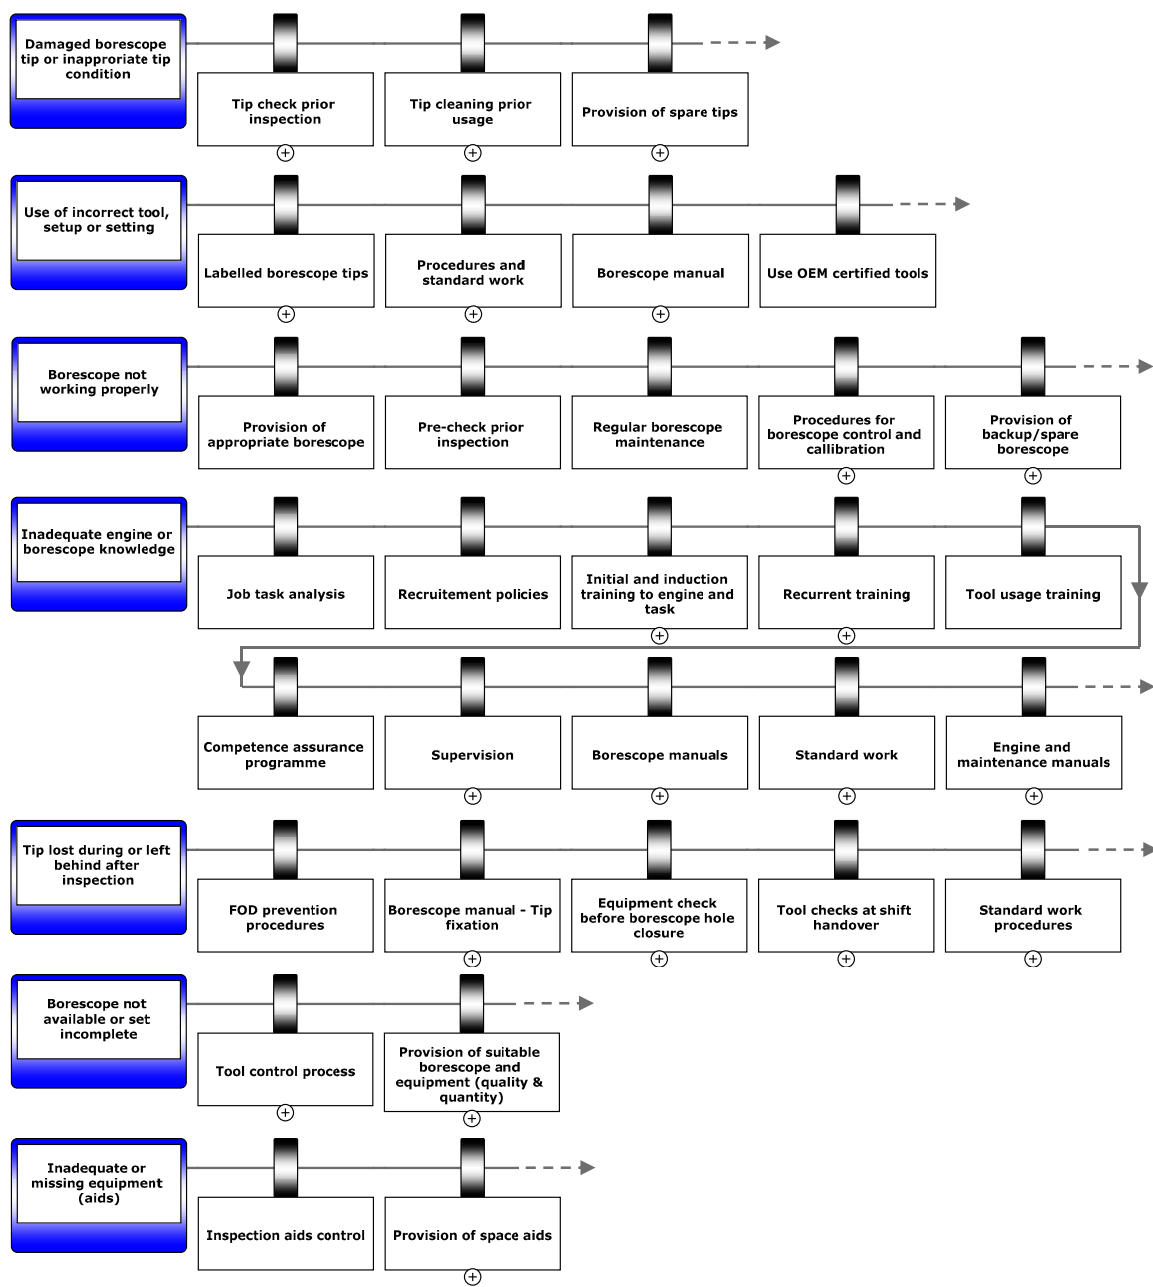 Damaged borescope
tip or inapproriate tip
condition
Tip check prior
inspection
Tip cleaning prior
usage
Provision of spare tips
Use of incorrect tool,
setup or setting
Labelled borescope tips
Procedures and
standard work
Borescope manual
Use OEM certified tools
Borescope not
working properly
Provision of
appropriate borescope
Pre-check prior
inspection
Regular borescope
maintenance
Procedures for
borescope control and
callibration
Provision of
backup/spare
borescope
Inadequate engine or
borescope knowledge
Job task analysis
Recruitement policies
Initial and induction
training to engine and
task
Recurrent training
Tool usage training
Competence assurance
programme
Supervision
Borescope manuals
Standard work
Engine and
maintenance manuals
Tip lost during or left
behind after
inspection
FOD prevention
procedures
Borescope manual - Tip
fixation
Equipment check
before borescope hole
closure
Tool checks at shift
handover
Standard work
procedures
Borescope not
available or set
incomplete
Tool control process
Provision of suitable
borescope and
equipment (quality &
quantity)
Inadequate or
missing equipment
(aids)
Inspection aids control
Provision of space aids